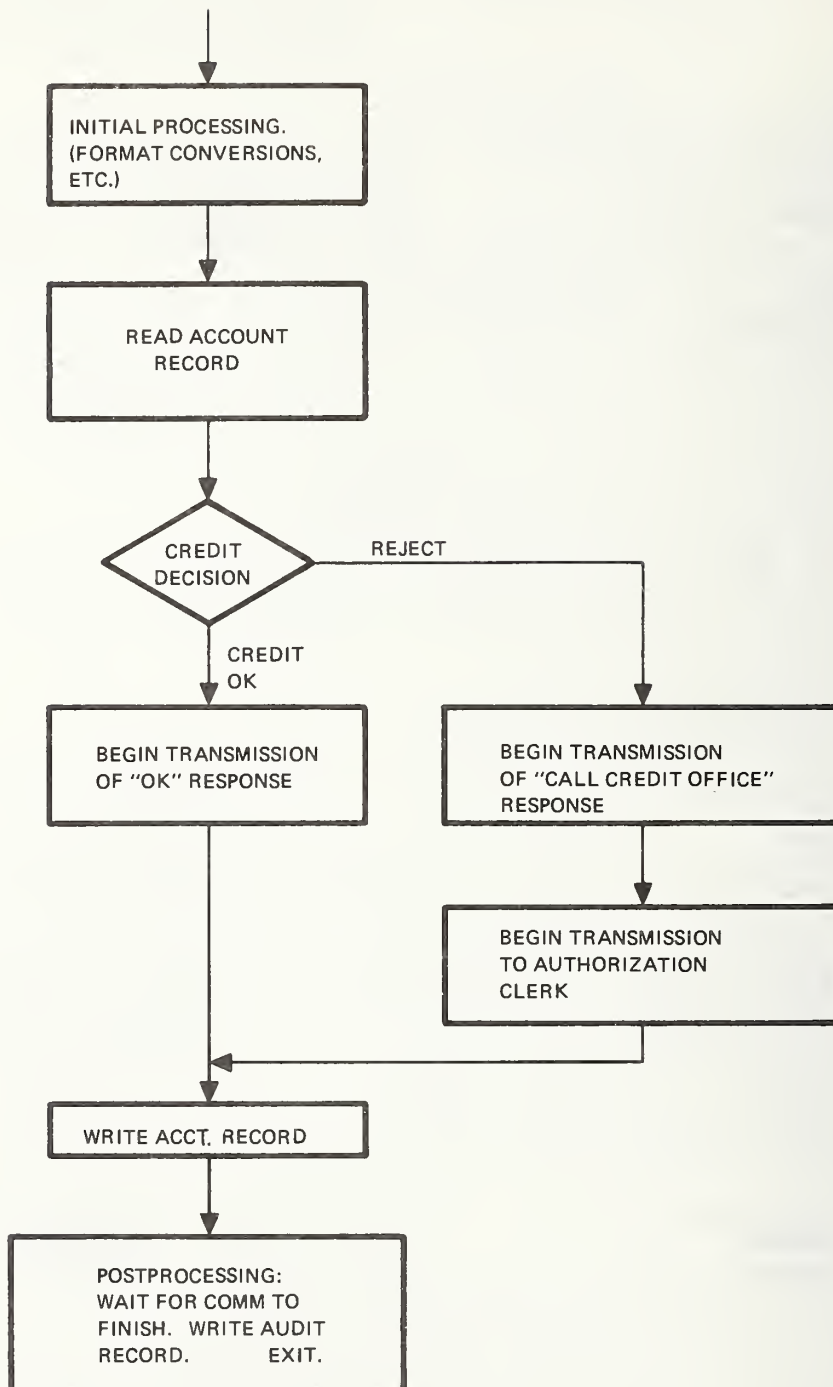 INITIAL PROCESSING.
(FORMAT CONVERSIONS,
ETC.)
READ ACCOUNT
RECORD
CREDIT
DECISION
REJECT
CREDIT
OK
BEGIN TRANSMISSION
OF "OK" RESPONSE
BEGIN TRANSMISSION
OF "CALL CREDIT OFFICE"
RESPONSE
BEGIN TRANSMISSION
TO AUTHORIZATION
CLERK
WRITE ACCT. RECORD
POSTPROCESSING:
WAIT FOR COMM TO
FINISH. WRITE AUDIT
RECORD. EXIT.